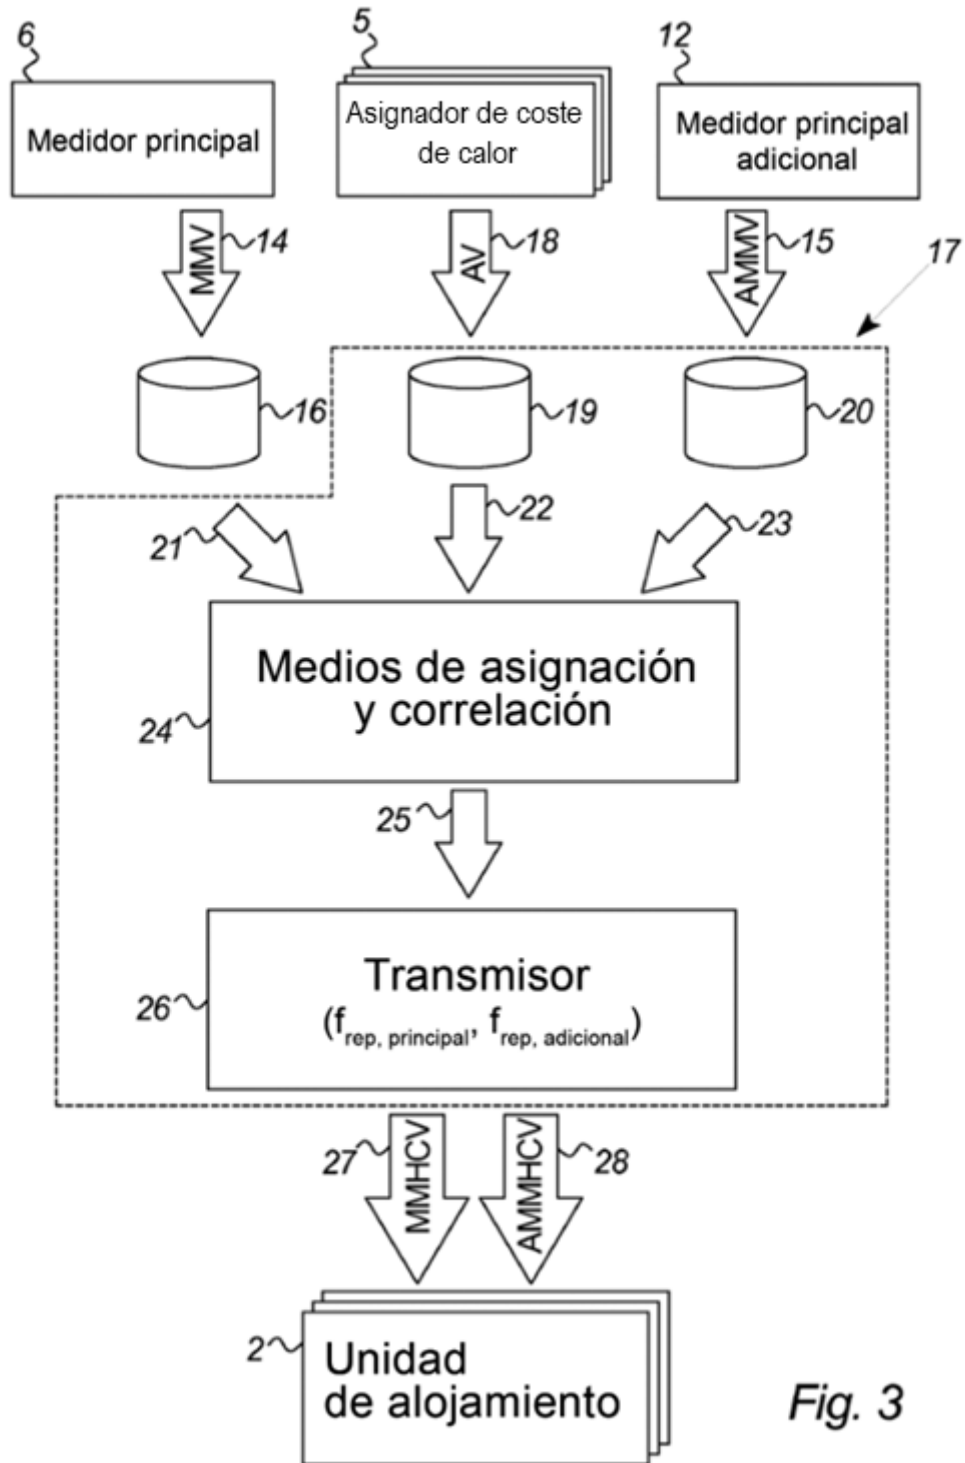 6
5
12
Medidor principal
Asignador de coste
de calor
Medidor principal
adicional
MMV
14
AV
18
AMMV
15
17
16
19
20
21
22
23
Medios de asignación
y correlación
24
25
Transmisor
(f rep, principal, f rep, adicional)
26
27
MMHCV
AMMHCV
28
2
Unidad
de alojamiento
Fig. 3